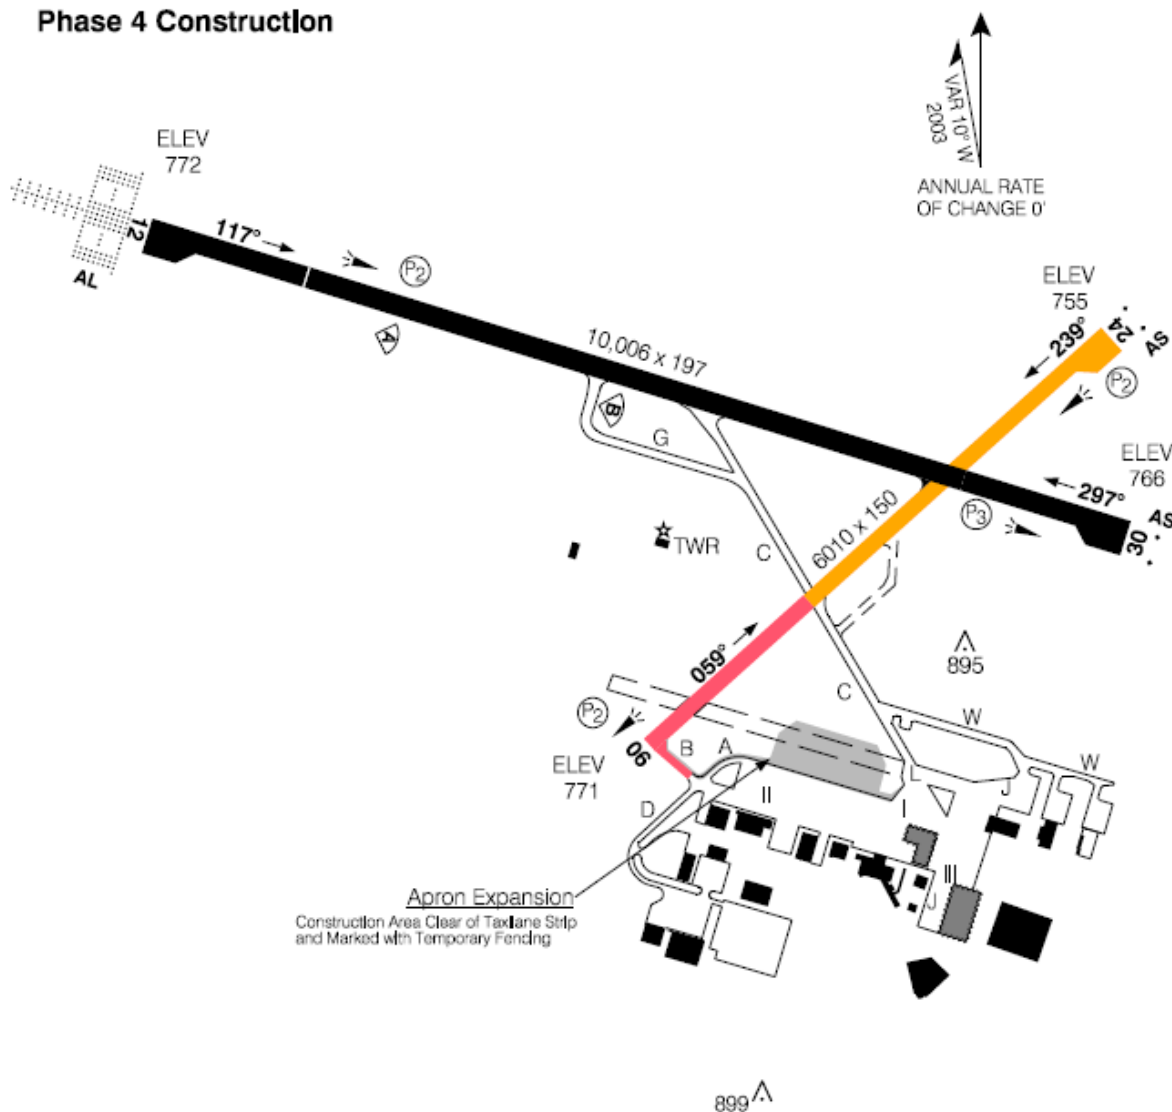 Phase 4 Construction
VAR 10° W
2003
ANNUAL RATE
OF CHANGE 0'
ELEV
772
12
AL
117°
P2
A
10,006 x 197
ELEV
755
24
AS
239°
P2
B
G
ELEV
766
AS
297°
30
P3
6010 x 150
TWR
C
895
059°
C
W
W
P2
06
B
A
ELEV
771
D
II
I
III
Apron Expansion
Construction Area Clear of Taxilane Strip
and Marked with Temporary Fencing
899